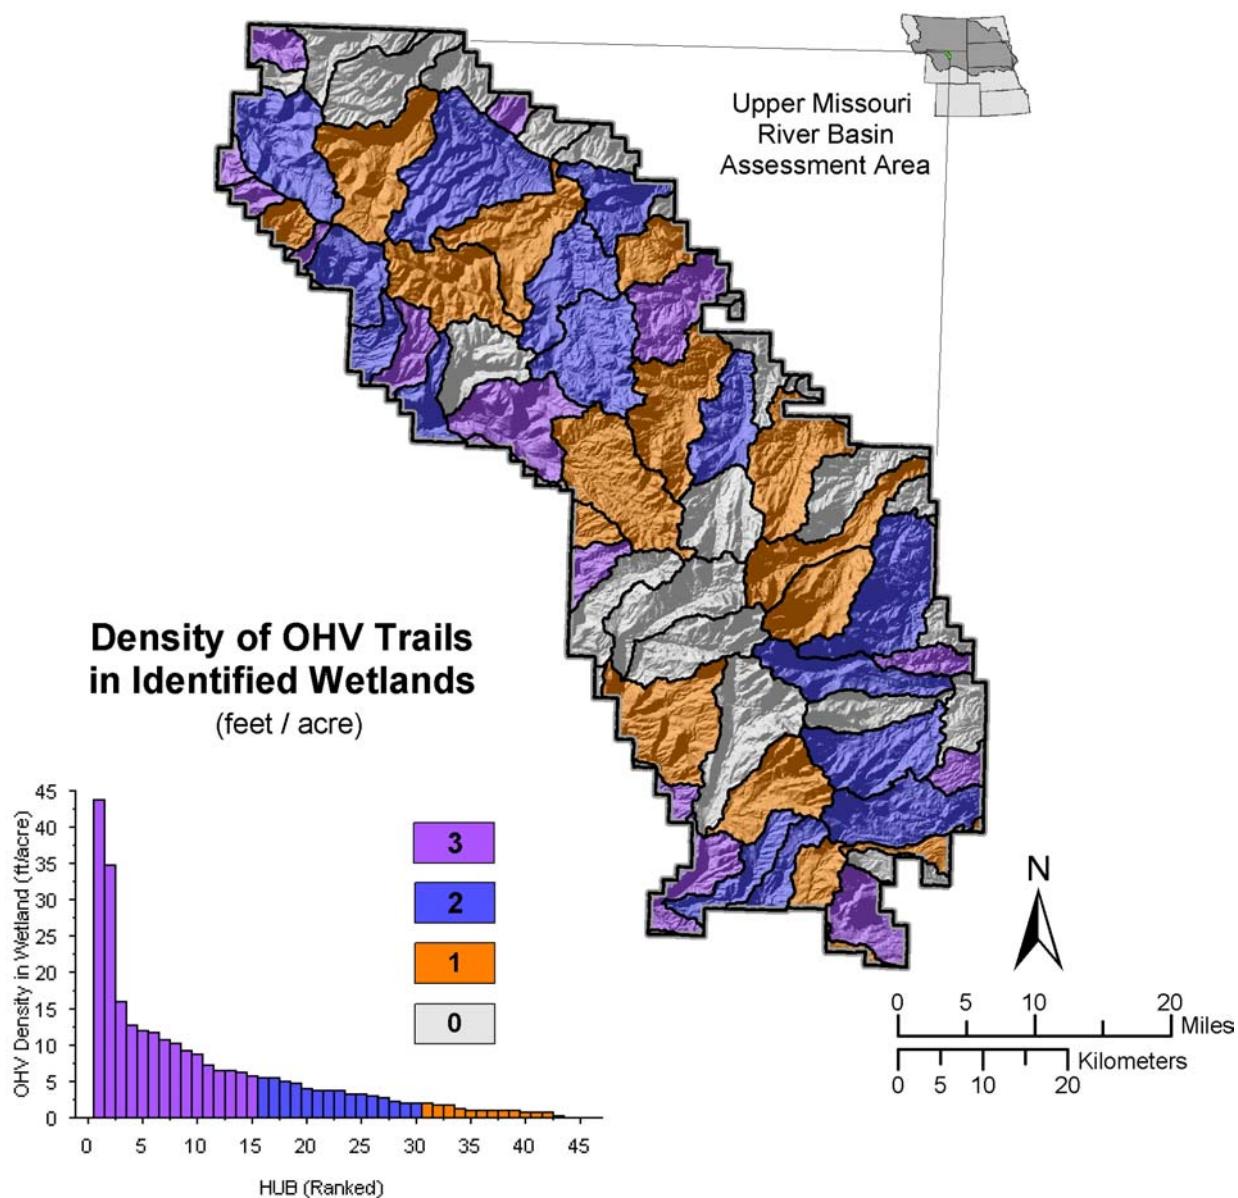 Upper Missouri
River Basin
Assessment Area
Density of OHV Trails
in Identified Wetlands
(feet / acre)
OHV Density in Wetland (ft/acre)
45
40
35
30
25
20
15
10
5
0
0 5 10 15 20 25 30 35 40 45
HUB (Ranked)
3
2
1
0
N
0 5 10 20
Miles
Kilometers
0 5 10 20